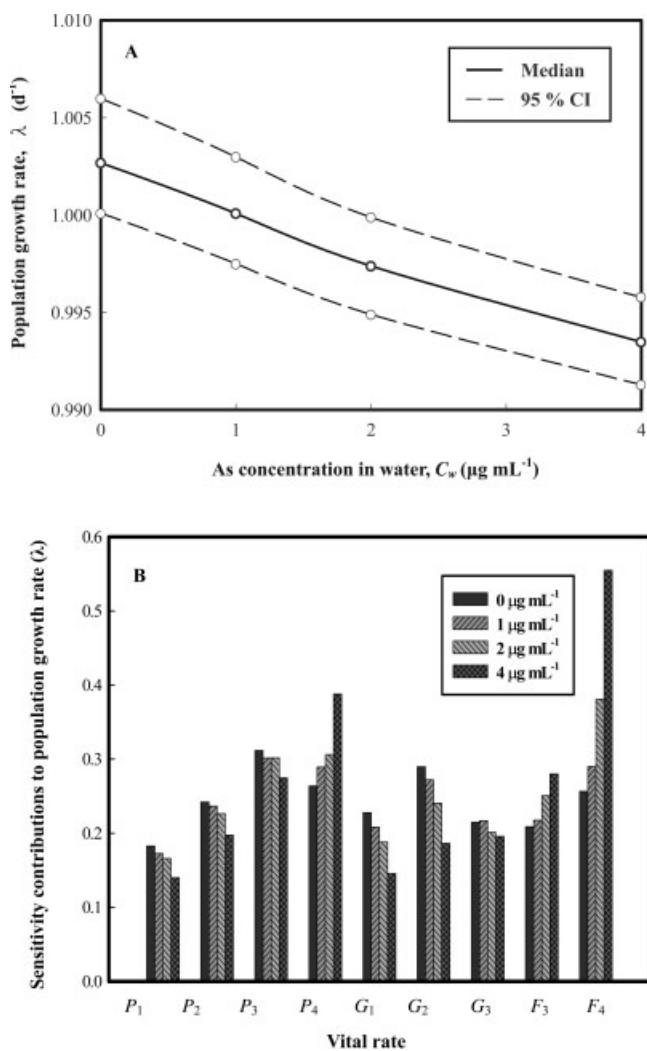 A
Median
95 % CI
Population growth rate, λ (d⁻¹)
1.010
1.005
1.000
0.995
0.990
0 1 2 3 4
As concentration in water, Cw (µg mL⁻¹)
B
0 µg mL⁻¹
1 µg mL⁻¹
2 µg mL⁻¹
4 µg mL⁻¹
Sensitivity contributions to population growth rate (λ)
0.6
0.5
0.4
0.3
0.2
0.1
0.0
P₁ P₂ P₃ P₄ G₁ G₂ G₃ F₃ F₄
Vital rate